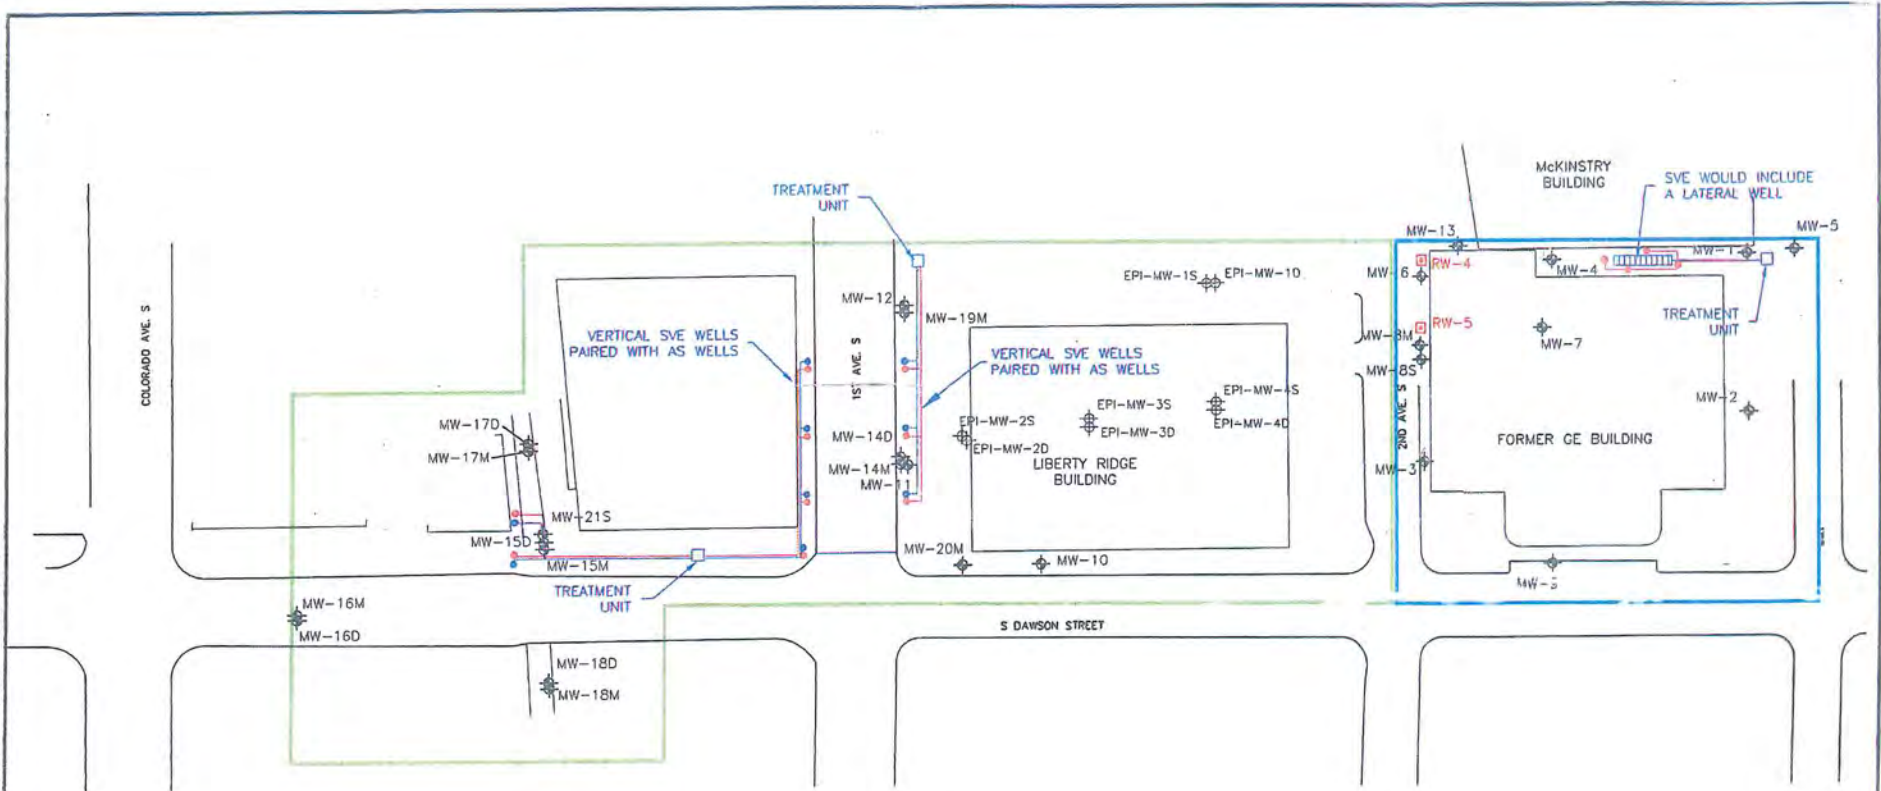 McKINSTRY
BUILDING
SVE WOULD INCLUDE
A LATERAL WELL
TREATMENT
UNIT
MW-13
MW-5
MW-1
MW-6
RW-4
MW-4
EPI-MW-1S
EPI-MW-1D
MW-12
MW-19M
RW-5
TREATMENT
UNIT
VERTICAL SVE WELLS
PAIRED WITH AS WELLS
MW-8M
MW-7
COLORADO AVE. S
1ST AVE. S
VERTICAL SVE WELLS
PAIRED WITH AS WELLS
MW-8S
2ND AVE. S
EPI-MW-4S
MW-2
EPI-MW-3S
EPI-MW-4D
MW-17D
EPI-MW-2S
MW-14D
EPI-MW-3D
FORMER GE BUILDING
EPI-MW-2D
MW-17M
MW-14M
LIBERTY RIDGE
BUILDING
MW-3
MW-11
MW-21S
MW-15D
MW-20M
MW-15M
MW-10
TREATMENT
UNIT
MW-16M
S DAWSON STREET
MW-16D
MW-18D
MW-18M